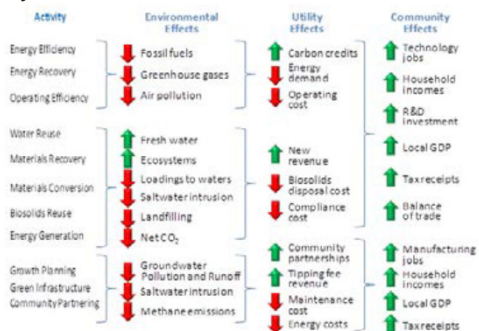 Activity
Environmental
Effects
Utility
Effects
Community
Effects
Energy Efficiency
Energy Recovery
Operating Efficiency
Fossil fuels
Greenhouse gases
Air pollution
Carbon credits
Energy
demand
Operating
cost
Technology
jobs
Household
incomes
R&D
investment
Local GDP
Tax receipts
Balance
of trade
Water Reuse
Materials Recovery
Materials Conversion
Biosolids Reuse
Energy Generation
Fresh water
Ecosystems
Loadings to waters
Saltwater intrusion
Landfilling
Net CO₂
New
revenue
Biosolids
disposal cost
Compliance
cost
Growth Planning
Green Infrastructure
Community Partnering
Groundwater
Pollution and Runoff
Saltwater intrusion
Methane emissions
Community
partnerships
Tipping fee
revenue
Maintenance
cost
Energy costs
Manufacturing
jobs
Household
incomes
Local GDP
Tax receipts